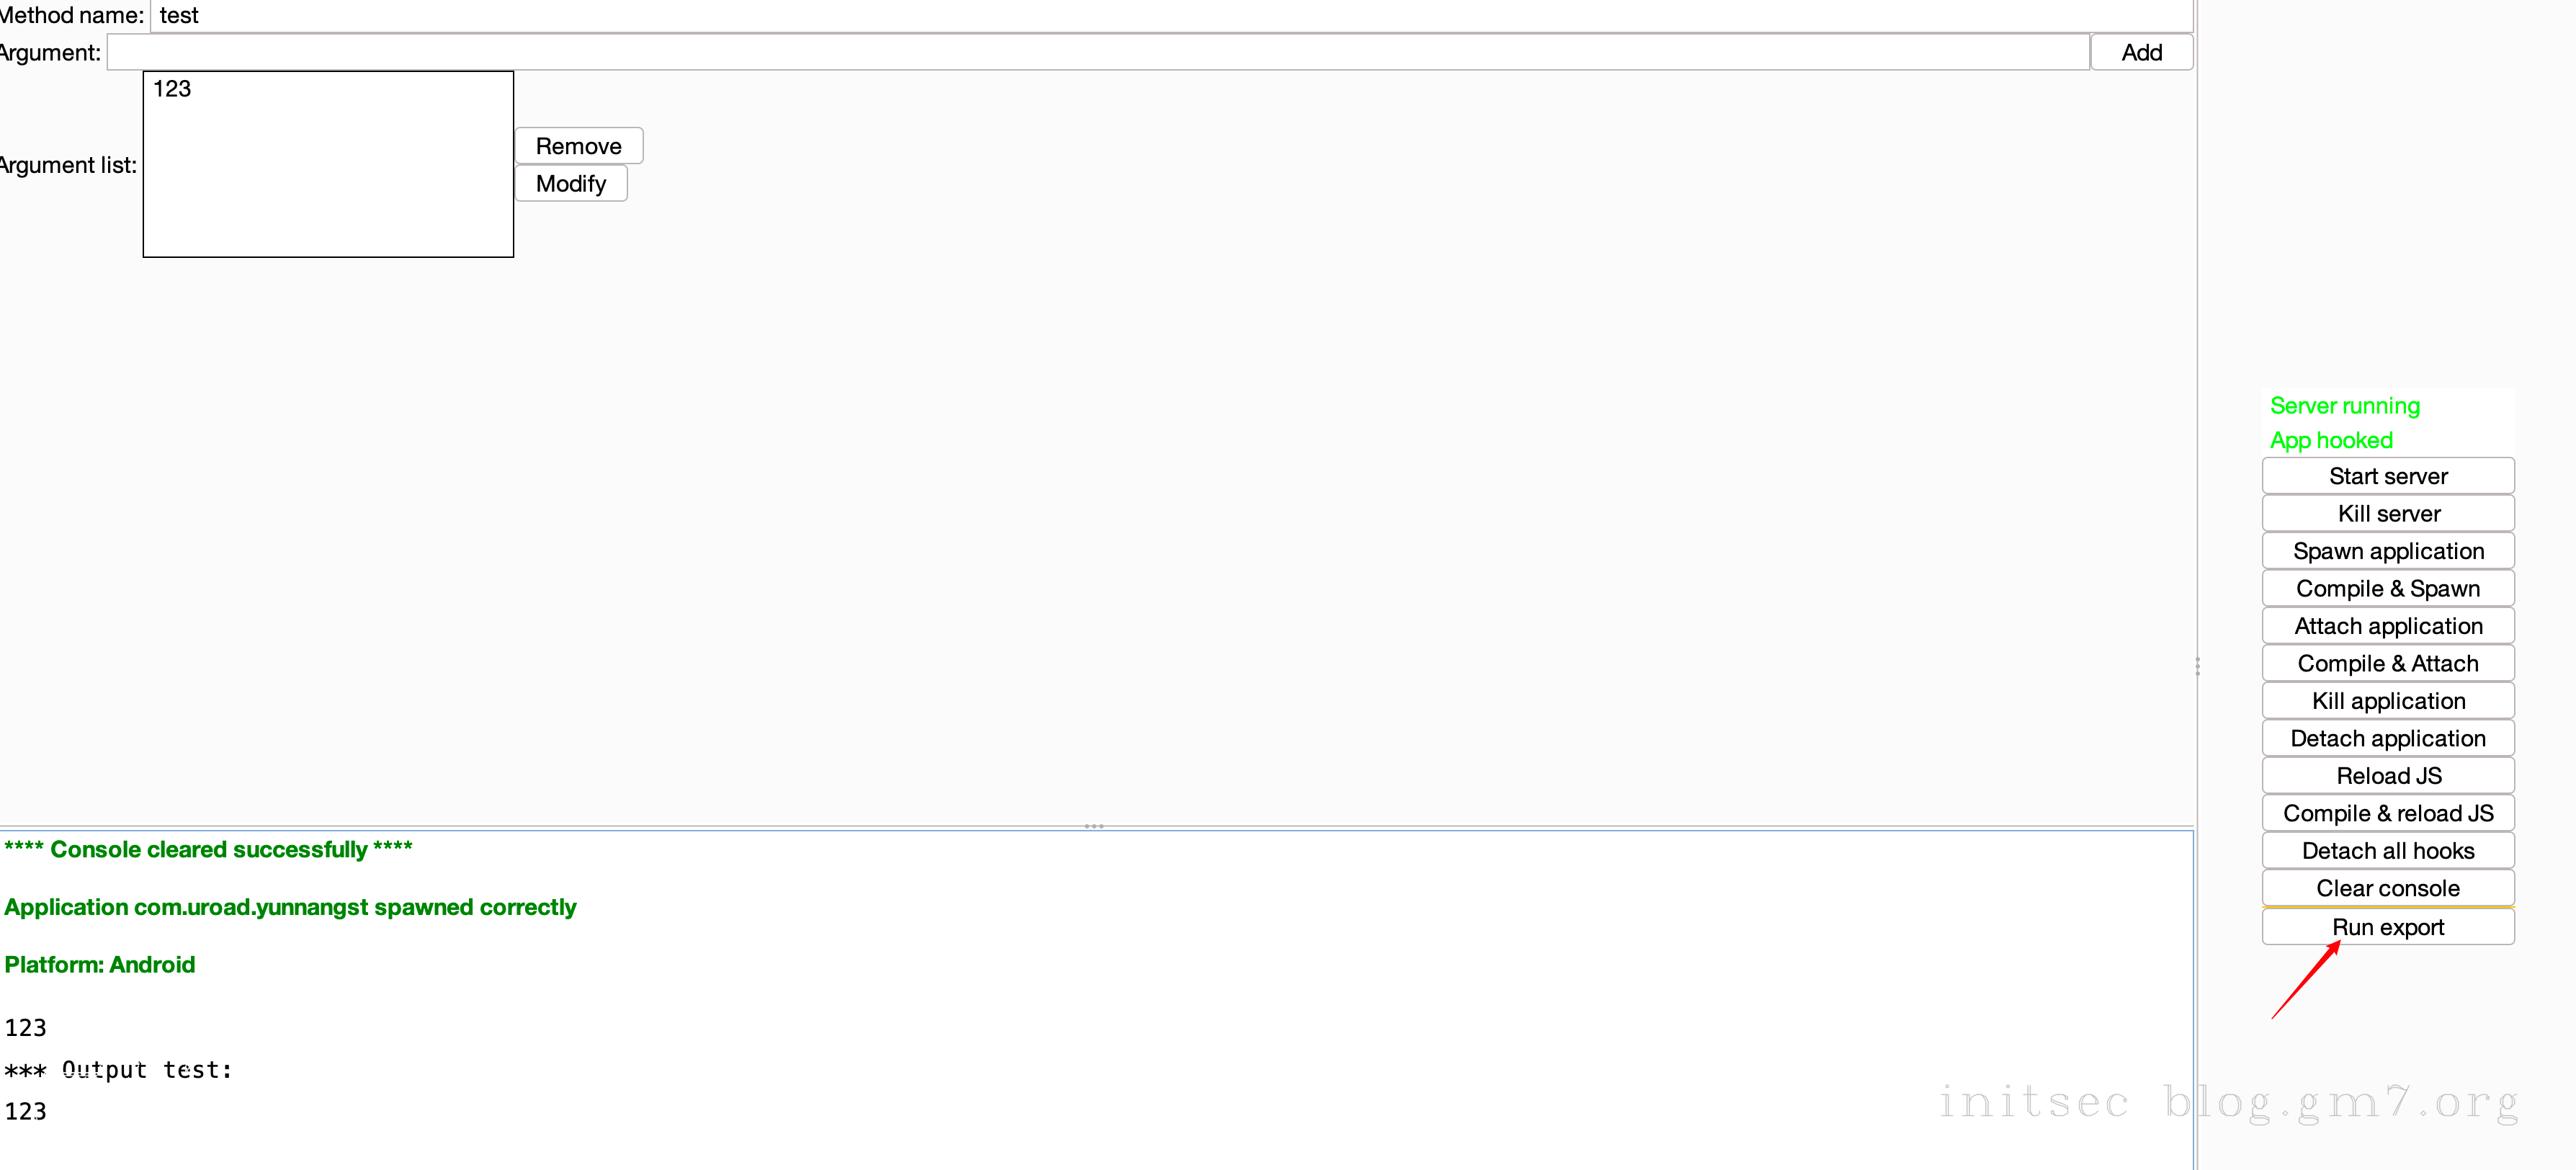 Method name: test
Argument: Add
123
Argument list:
Remove
Modify
Server running
App hooked
Start server
Kill server
Spawn application
Compile & Spawn
Attach application
Compile & Attach
Kill application
Detach application
Reload JS
Compile & reload JS
Detach all hooks
Clear console
Run export
**** Console cleared successfully ****
Application com.uroad.yunnangst spawned correctly
Platform: Android
123
*** Output test:
123
initsec blog.gm7.org